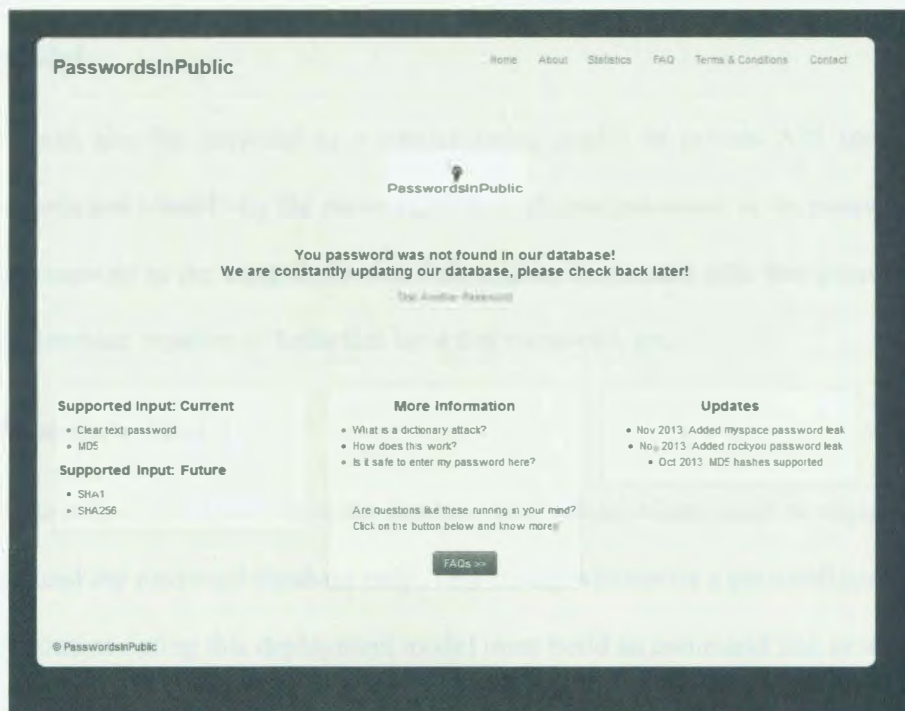 PasswordsInPublic
Home About Statistics FAQ Terms & Conditions Contact
PasswordsInPublic
You password was not found in our database!
We are constantly updating our database, please check back later!
Test Another Password
Supported Input: Current
Clear text password
MD5
Supported Input: Future
SHA1
SHA256
More Information
What is a dictionary attack?
How does this work?
Is it safe to enter my password here?
Are questions like these running in your mind?
Click on the button below and know more
FAQs >>
Updates
Nov 2013 Added myspace password leak
2013 Added rockyou password leak
Oct 2013 MD5 hashes supported
© PasswordsInPublic